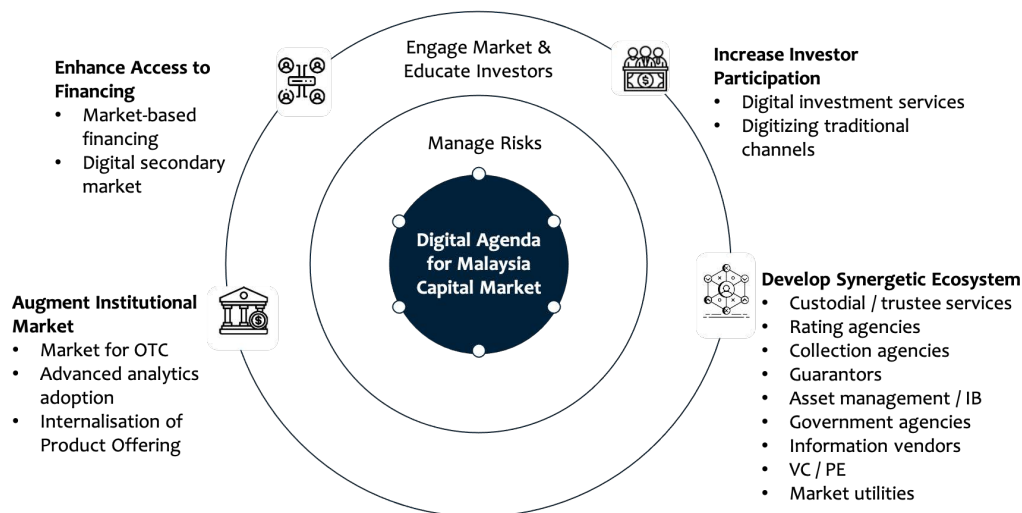 Engage Market &
Educate Investors
Manage Risks
Digital Agenda
for Malaysia
Capital Market
Enhance Access to
Financing
• Market-based
financing
• Digital secondary
market
Increase Investor
Participation
• Digital investment services
• Digitizing traditional
channels
Augment Institutional
Market
• Market for OTC
• Advanced analytics
adoption
• Internalisation of
Product Offering
Develop Synergetic Ecosystem
• Custodial / trustee services
• Rating agencies
• Collection agencies
• Guarantors
• Asset management / IB
• Government agencies
• Information vendors
• VC / PE
• Market utilities